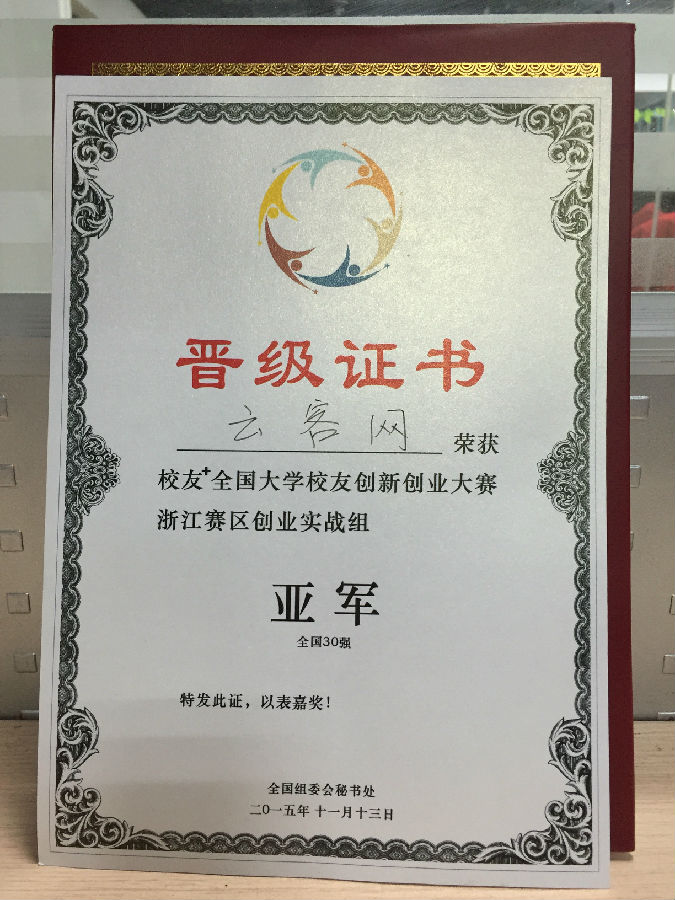 晋级证书
云客网 荣获
校友+全国大学校友创新创业大赛
浙江赛区创业实战组
亚军
全国30强
特发此证，以表嘉奖！
全国组委会秘书处
二〇一五年十一月十三日